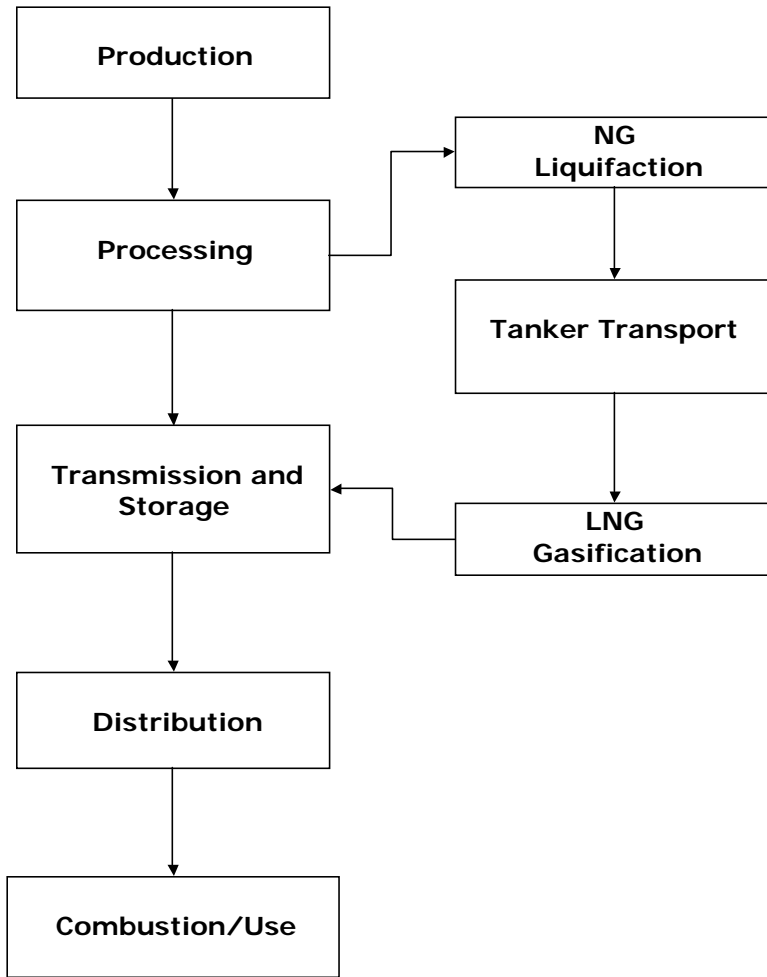 Production
NG
Liquifaction
Processing
Tanker Transport
Transmission and
Storage
LNG
Gasification
Distribution
Combustion/Use